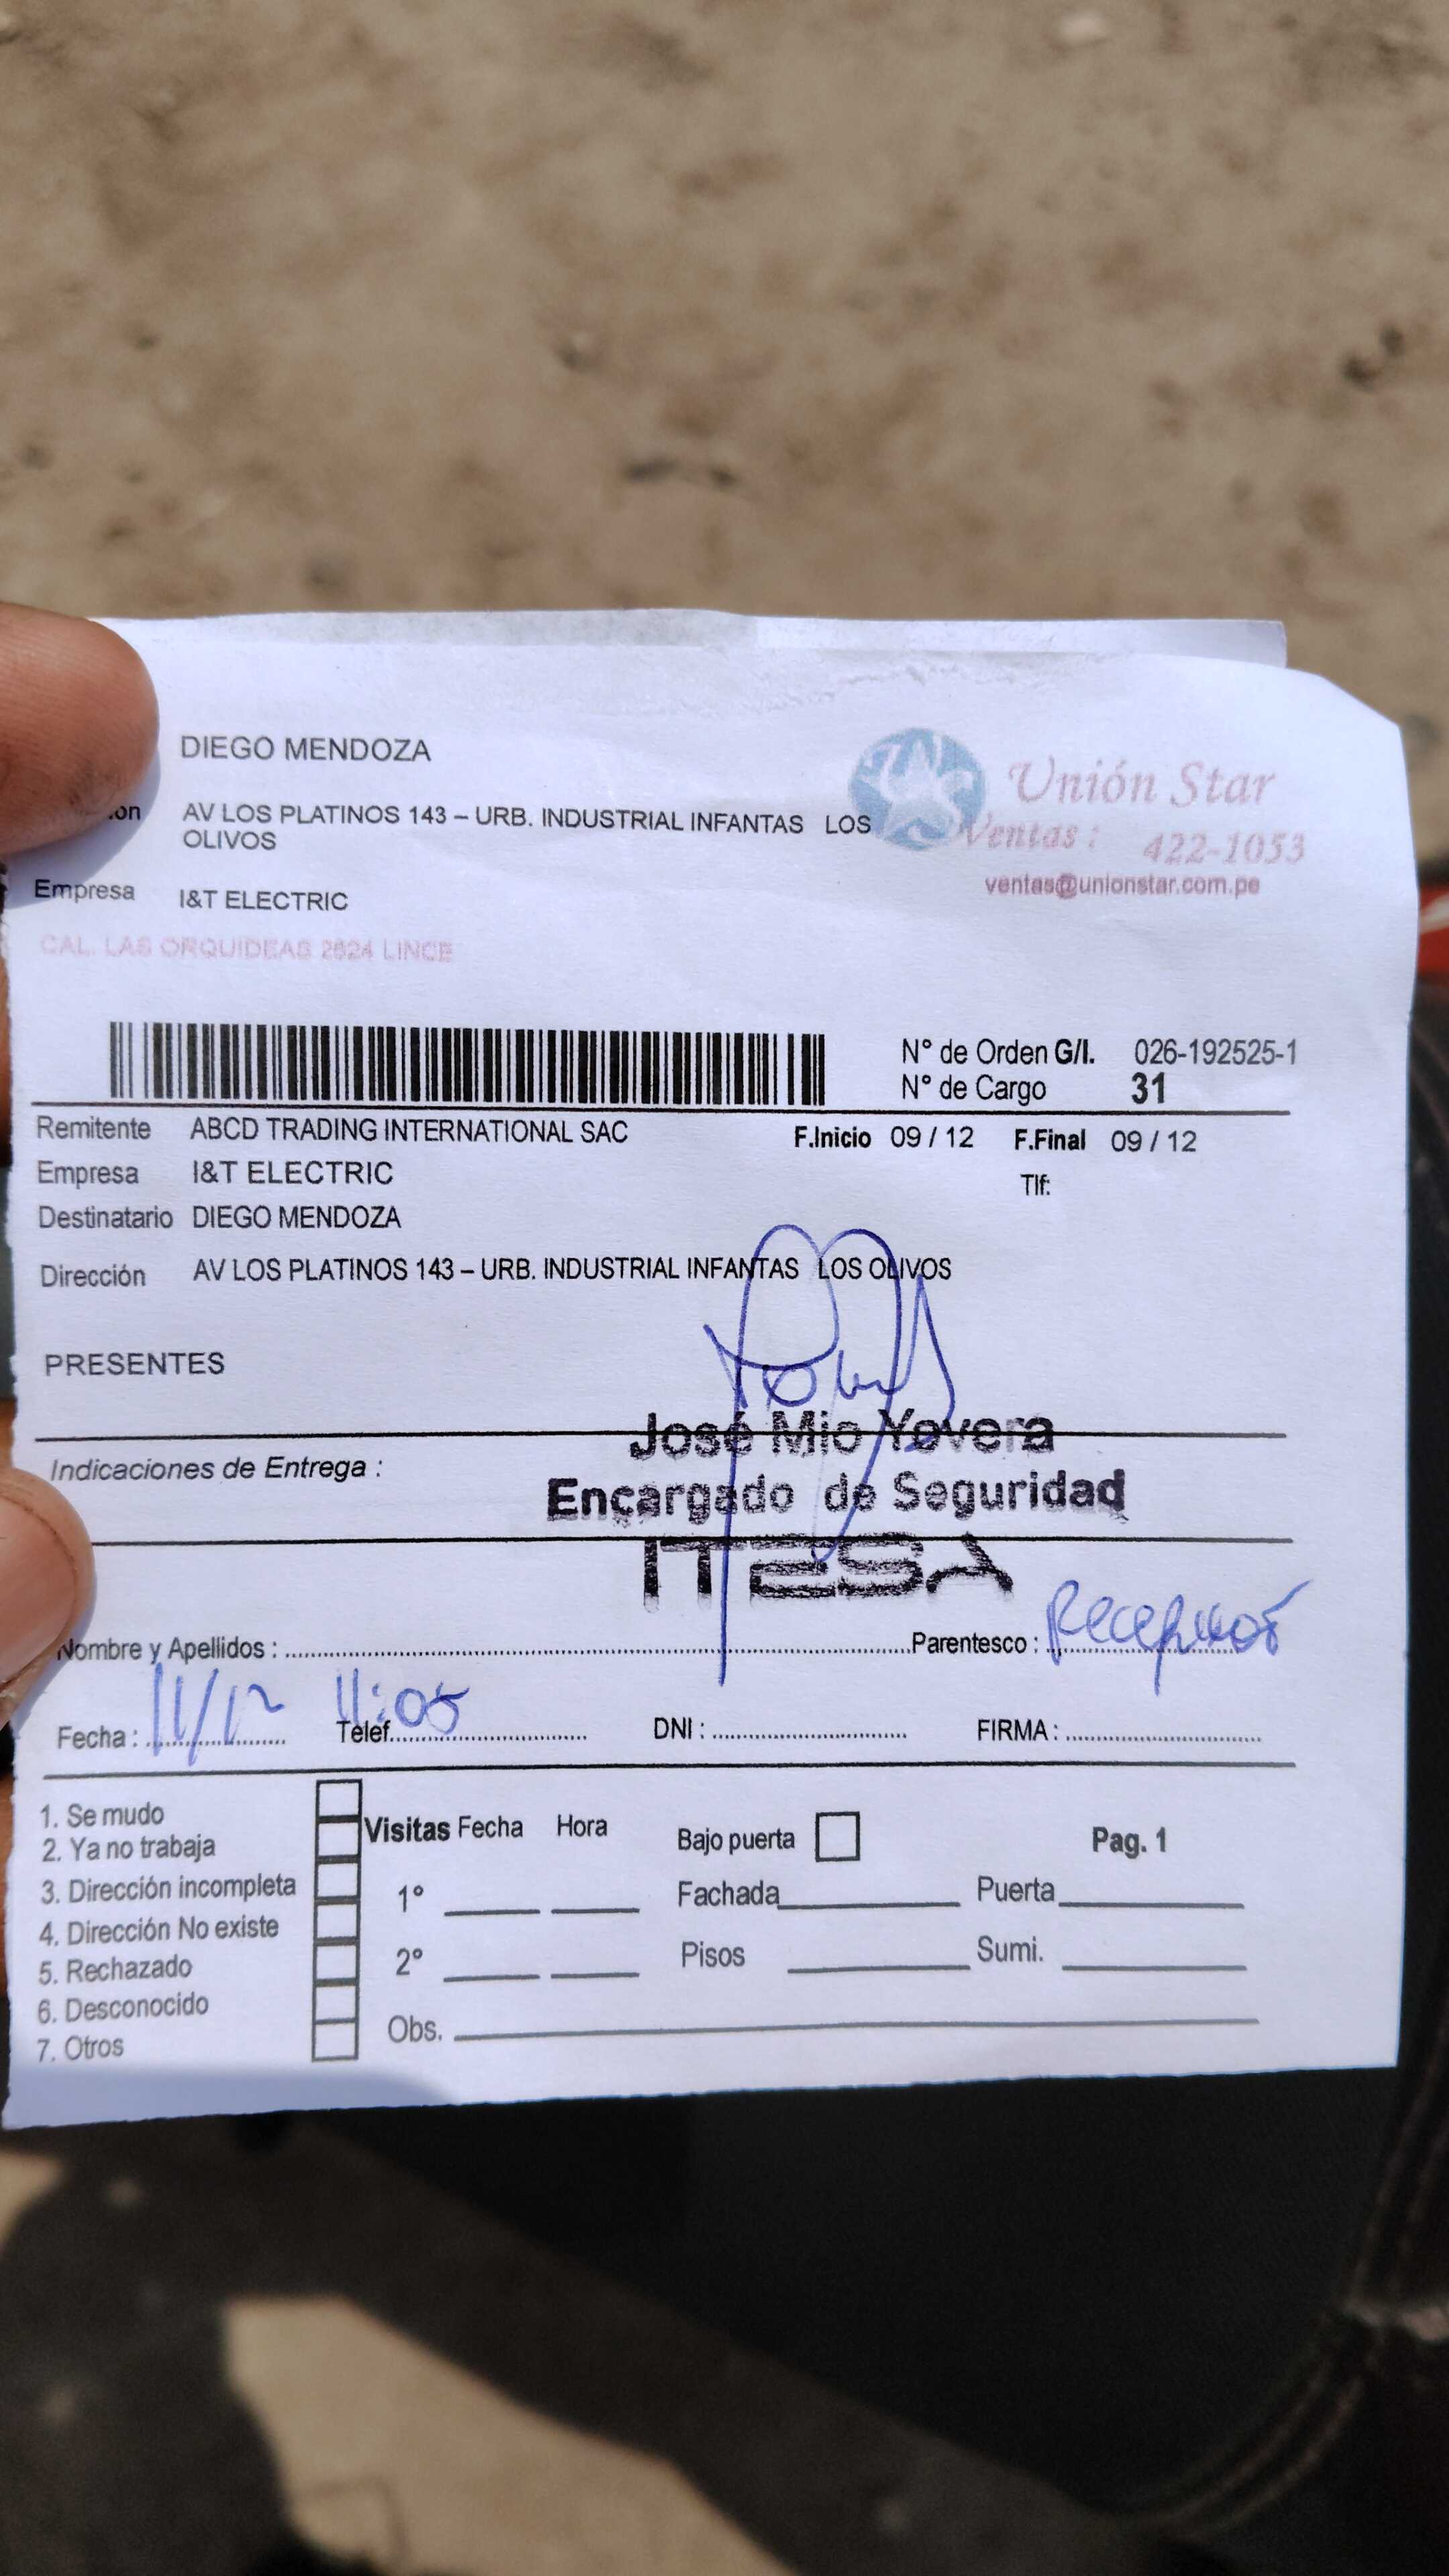 DIEGO MENDOZA
Unión Star
AV LOS PLATINOS 143 – URB. INDUSTRIAL INFANTAS LOS
OLIVOS
Ventas : 422-1053
ventas@unionstar.com.pe
Empresa I&T ELECTRIC
CAL. LAS ORQUIDEAS 2624 LINCE
N° de Orden G/I. 026-192525-1
N° de Cargo 31
Remitente ABCD TRADING INTERNATIONAL SAC F.Inicio 09 / 12 F.Final 09 / 12
Empresa I&T ELECTRIC Tlf:
Destinatario DIEGO MENDOZA
Dirección AV LOS PLATINOS 143 – URB. INDUSTRIAL INFANTAS LOS OLIVOS
PRESENTES
José Mio Yovera
Indicaciones de Entrega :
Encargado de Seguridad
ITESA
Nombre y Apellidos : Parentesco :
Fecha : 11/12 11:05 Telef. DNI : FIRMA :
1. Se mudo
2. Ya no trabaja
3. Dirección incompleta
4. Dirección No existe
5. Rechazado
6. Desconocido
7. Otros
Visitas Fecha Hora
1°
2°
Obs.
Bajo puerta Pag. 1
Fachada Puerta
Pisos Sumi.